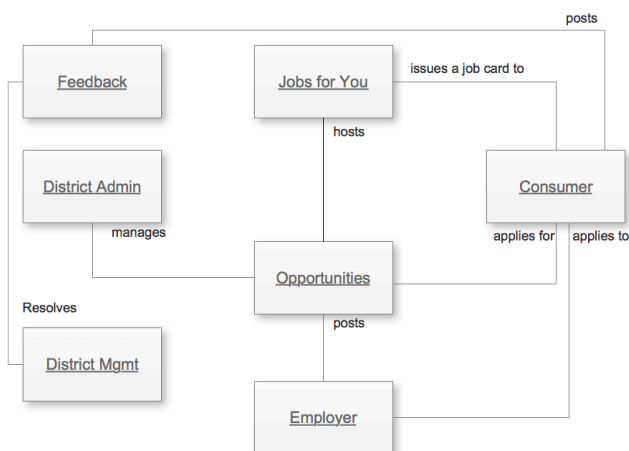 posts
Feedback
Jobs for You
issues a job card to
hosts
District Admin
Consumer
manages
applies for
applies to
Opportunities
Resolves
posts
District Mgmt
Employer